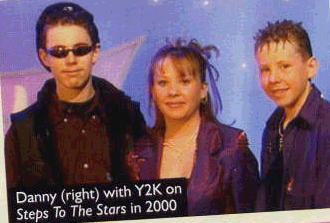 Danny (right) with Y2K on
Steps To The Stars in 2000